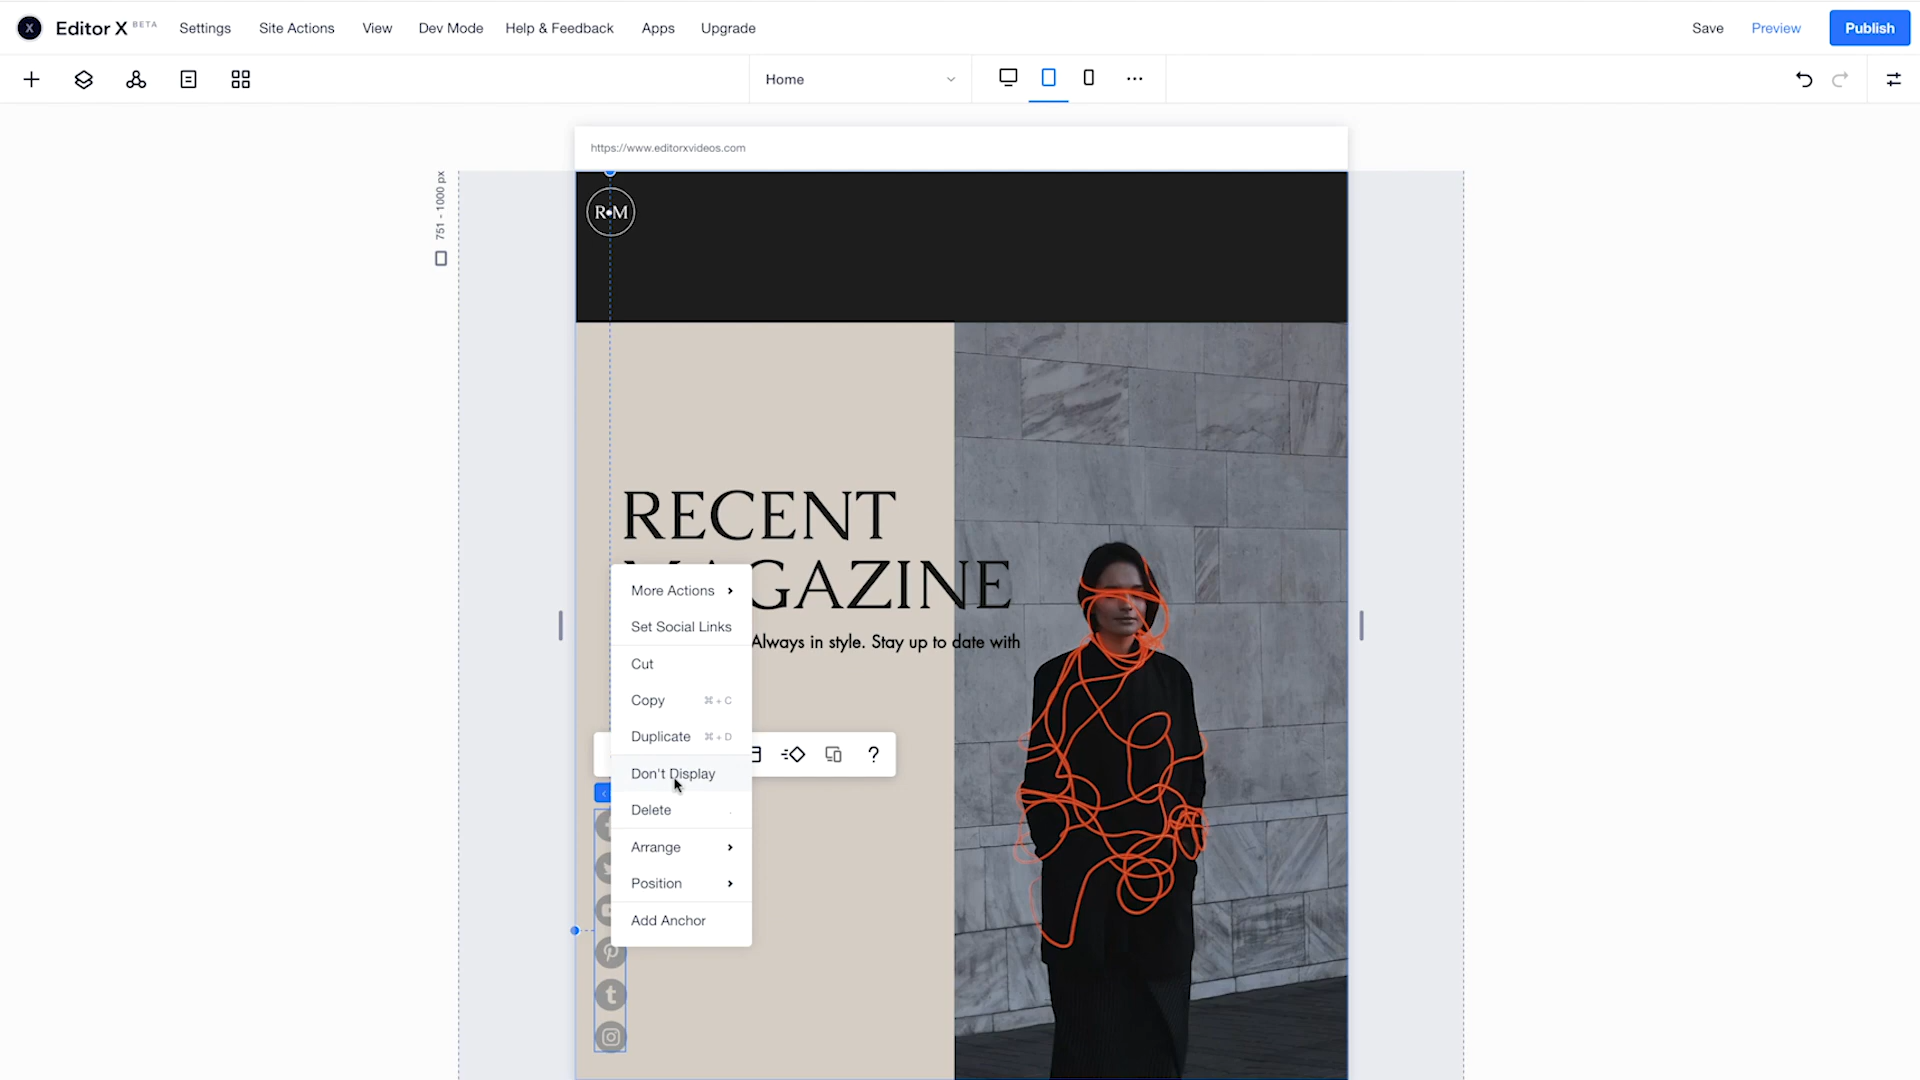 Editor X BETA Settings Site Actions View Dev Mode Help & Feedback Apps Upgrade Save Preview Publish
Home
https://www.editorxvideos.com
751 - 1000 px
R•M
RECENT
MAGAZINE
Always in style. Stay up to date with
More Actions
Set Social Links
Cut
Copy ⌘ + C
Duplicate ⌘ + D
Don't Display
Delete
Arrange
Position
Add Anchor